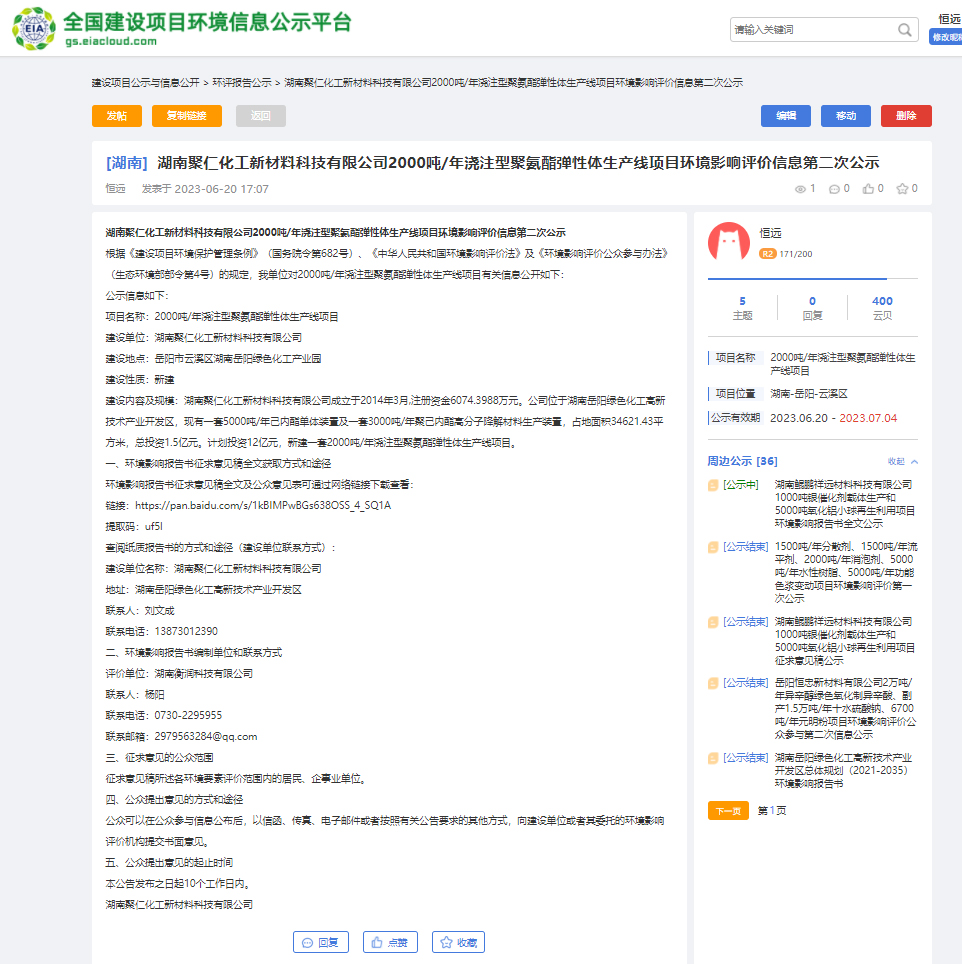 EIA
全国建设项目环境信息公示平台
gs.eiacloud.com
请输入关键词
恒远
修改昵称
建设项目公示与信息公开 > 环评报告公示 > 湖南聚仁化工新材料科技有限公司2000吨/年浇注型聚氨酯弹性体生产线项目环境影响评价信息第二次公示
发帖
复制链接
返回
编辑
移动
删除
[湖南] 湖南聚仁化工新材料科技有限公司2000吨/年浇注型聚氨酯弹性体生产线项目环境影响评价信息第二次公示
恒远 发表于 2023-06-20 17:07
1 0 0 0
湖南聚仁化工新材料科技有限公司2000吨/年浇注型聚氨酯弹性体生产线项目环境影响评价信息第二次公示
根据《建设项目环境保护管理条例》（国务院令第682号）、《中华人民共和国环境影响评价法》及《环境影响评价公众参与办法》
（生态环境部部令第4号）的规定，我单位对2000吨/年浇注型聚氨酯弹性体生产线项目有关信息公开如下：
公示信息如下：
项目名称：2000吨/年浇注型聚氨酯弹性体生产线项目
建设单位：湖南聚仁化工新材料科技有限公司
建设地点：岳阳市云溪区湖南岳阳绿色化工产业园
建设性质：新建
建设内容及规模：湖南聚仁化工新材料科技有限公司成立于2014年3月,注册资金6074.3988万元。公司位于湖南岳阳绿色化工高新
技术产业开发区，现有一套5000吨/年己内酯单体装置及一套3000吨/年聚己内酯高分子降解材料生产装置，占地面积34621.43平
方米，总投资1.5亿元。计划投资12亿元，新建一套2000吨/年浇注型聚氨酯弹性体生产线项目。
一、环境影响报告书征求意见稿全文获取方式和途径
环境影响报告书征求意见稿全文及公众意见表可通过网络链接下载查看：
链接：https://pan.baidu.com/s/1kBIMPwBGs638OSS_4_SQ1A
提取码：uf5l
查阅纸质报告书的方式和途径（建设单位联系方式）：
建设单位名称：湖南聚仁化工新材料科技有限公司
地址：湖南岳阳绿色化工高新技术产业开发区
联系人：刘文成
联系电话：13873012390
二、环境影响报告书编制单位和联系方式
评价单位：湖南衡润科技有限公司
联系人：杨阳
联系电话：0730-2295955
联系邮箱：2979563284@qq.com
三、征求意见的公众范围
征求意见稿所述各环境要素评价范围内的居民、企事业单位。
四、公众提出意见的方式和途径
公众可以在公众参与信息公布后，以信函、传真、电子邮件或者按照有关公告要求的其他方式，向建设单位或者其委托的环境影响
评价机构提交书面意见。
五、公众提出意见的起止时间
本公告发布之日起10个工作日内。
湖南聚仁化工新材料科技有限公司
回复
点赞
收藏
恒远
R2 171/200
5 0 400
主题 回复 云贝
项目名称 2000吨/年浇注型聚氨酯弹性体生
产线项目
项目位置 湖南-岳阳-云溪区
公示有效期 2023.06.20 - 2023.07.04
周边公示 [36] 收起
[公示中] 湖南鲲鹏祥远材料科技有限公司
1000吨银催化剂载体生产和
5000吨氧化铝小球再生利用项目
环境影响报告书全文公示
[公示结束] 1500吨/年分散剂、1500吨/年流
平剂、2000吨/年消泡剂、5000
吨/年水性树脂、5000吨/年功能
色浆变动项目环境影响评价第一
次公示
[公示结束] 湖南鲲鹏祥远材料科技有限公司
1000吨银催化剂载体生产和
5000吨氧化铝小球再生利用项目
征求意见稿公示
[公示结束] 岳阳恒忠新材料有限公司2万吨/
年异辛醇绿色氧化制异辛酸、副
产1.5万吨/年十水硫酸钠、6700
吨/年元明粉项目环境影响评价公
众参与第二次信息公示
[公示结束] 湖南岳阳绿色化工高新技术产业
开发区总体规划（2021-2035）
环境影响报告书
下一页 第1页